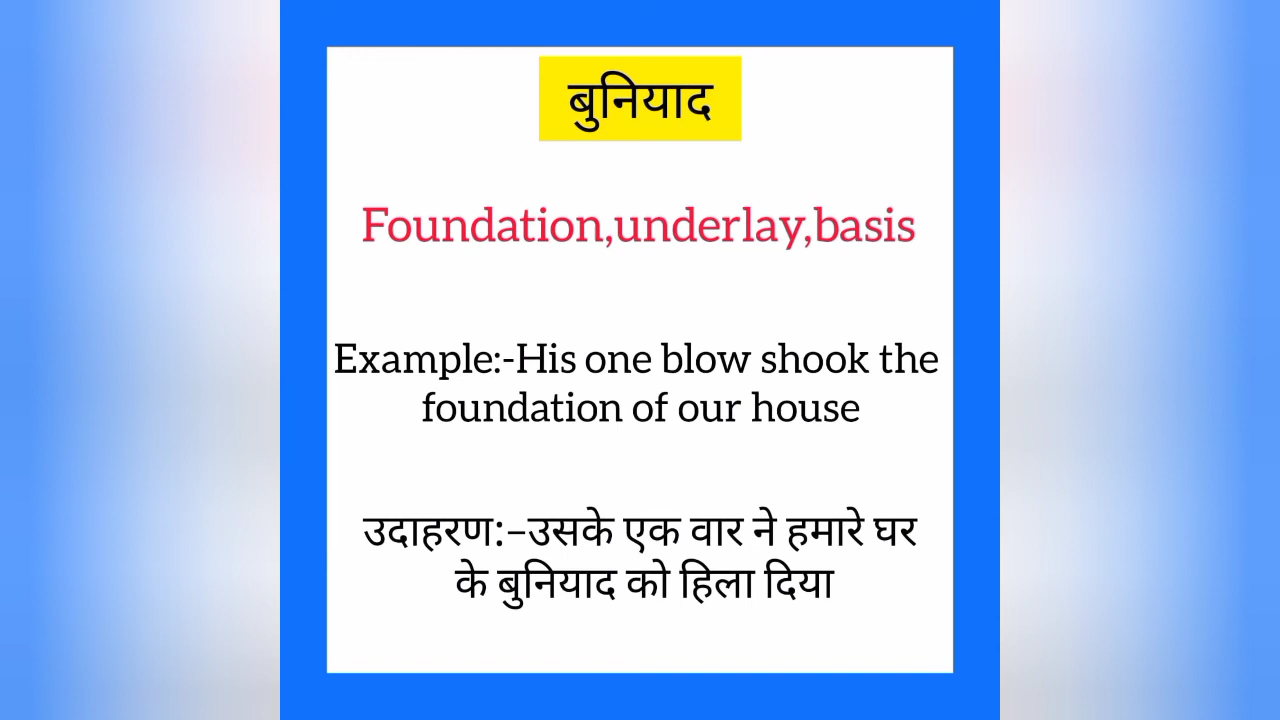 बुनियाद
Foundation,underlay,basis
Example:-His one blow shook the
foundation of our house
उदाहरण:–उसके एक वार ने हमारे घर
के बुनियाद को हिला दिया